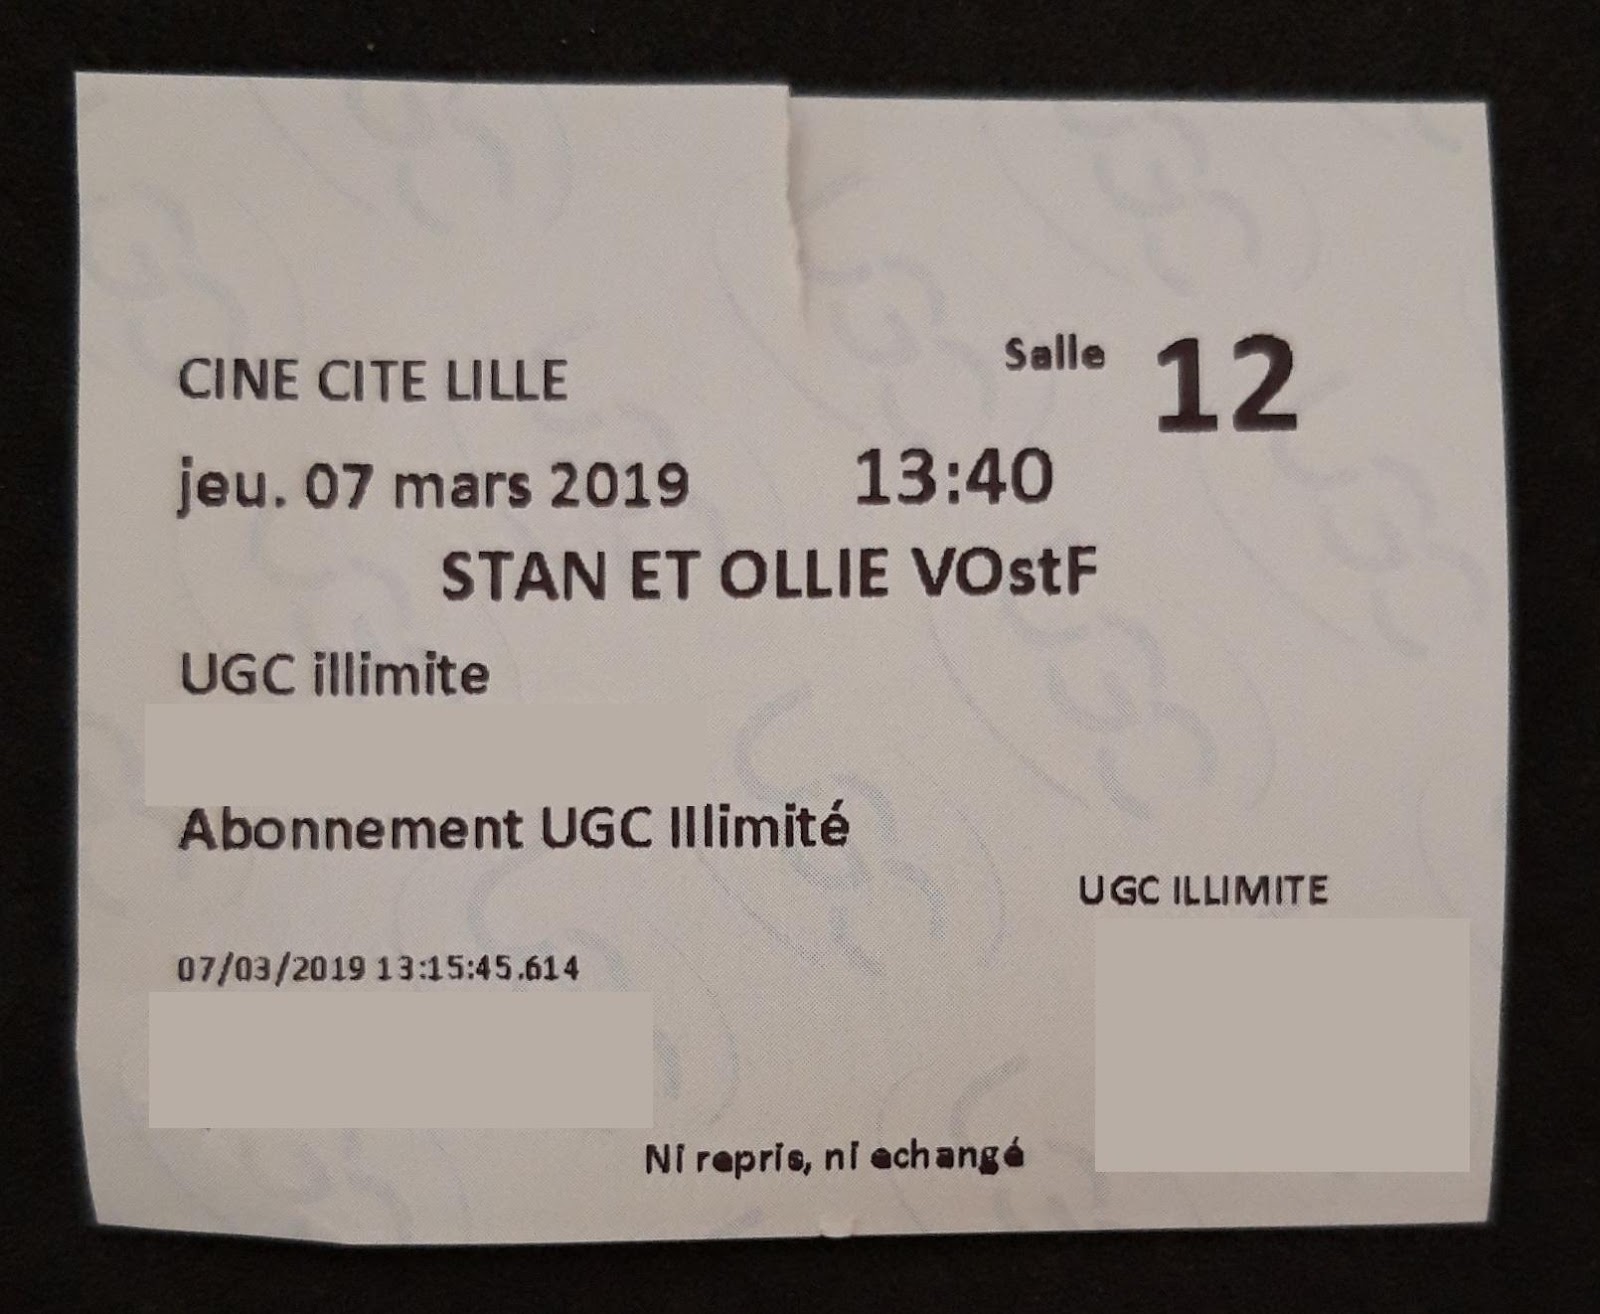 CINE CITE LILLE
Salle 12
jeu. 07 mars 2019 13:40
STAN ET OLLIE VOstF
UGC illimite
Abonnement UGC Illimité
UGC ILLIMITE
07/03/2019 13:15:45.614
Ni repris, ni echangé